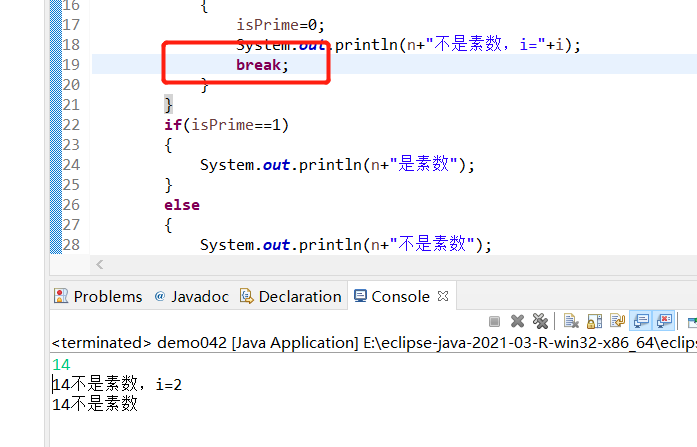 16 {
17 isPrime=0;
18 System.out.println(n+"不是素数，i="+i);
19 break;
20 }
21 }
22 if(isPrime==1)
23 {
24 System.out.println(n+"是素数");
25 }
26 else
27 {
28 System.out.println(n+"不是素数");
Problems @ Javadoc Declaration Console
<terminated> demo042 [Java Application] E:\eclipse-java-2021-03-R-win32-x86_64\eclips
14
14不是素数，i=2
14不是素数